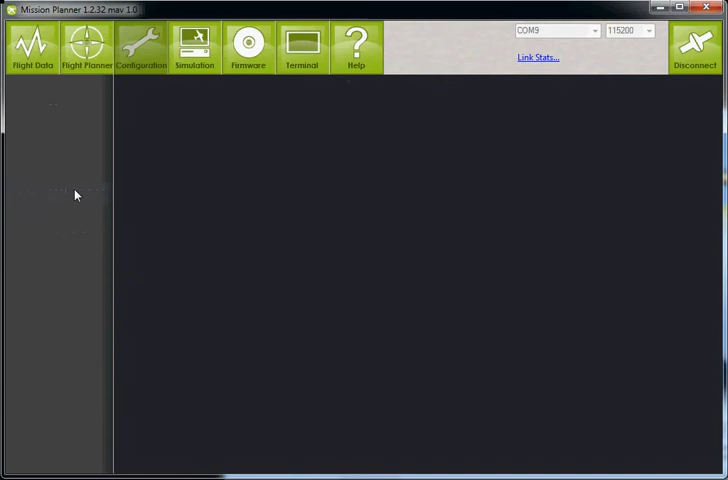 Mission Planner 1.2.32 mav 1.0
Flight Data
Flight Planner
Configuration
Simulation
Firmware
Terminal
Help
COM9
115200
Link Stats...
Disconnect